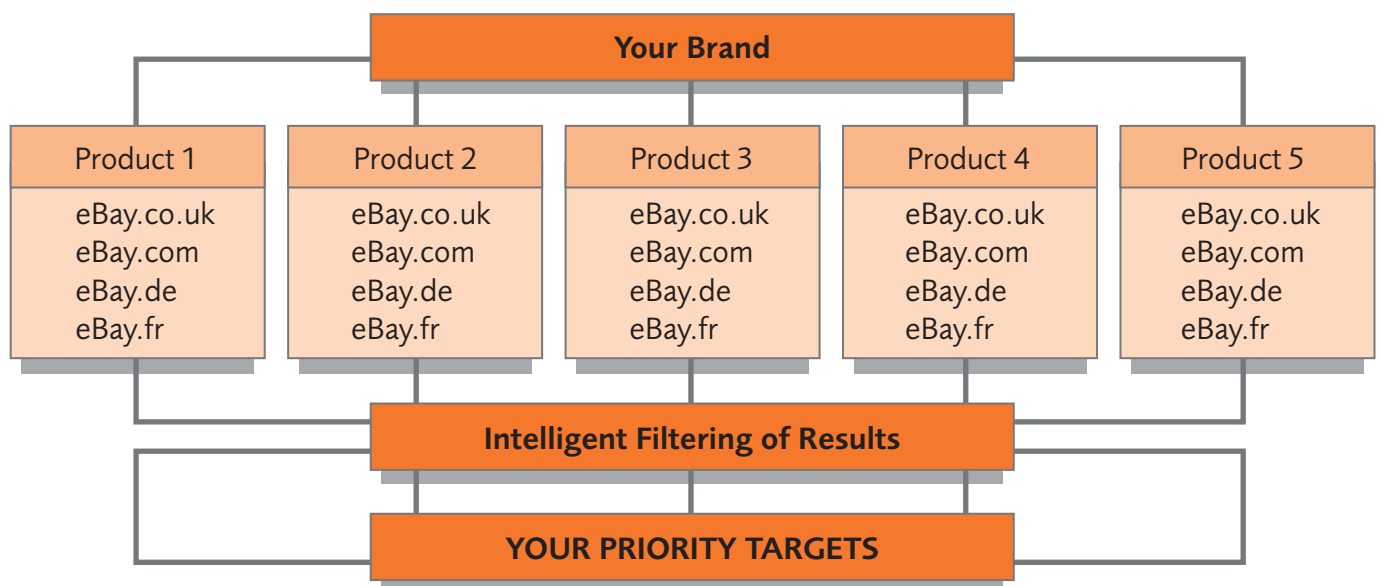 Your Brand
Product 1
eBay.co.uk
eBay.com
eBay.de
eBay.fr
Product 2
eBay.co.uk
eBay.com
eBay.de
eBay.fr
Product 3
eBay.co.uk
eBay.com
eBay.de
eBay.fr
Product 4
eBay.co.uk
eBay.com
eBay.de
eBay.fr
Product 5
eBay.co.uk
eBay.com
eBay.de
eBay.fr
Intelligent Filtering of Results
YOUR PRIORITY TARGETS